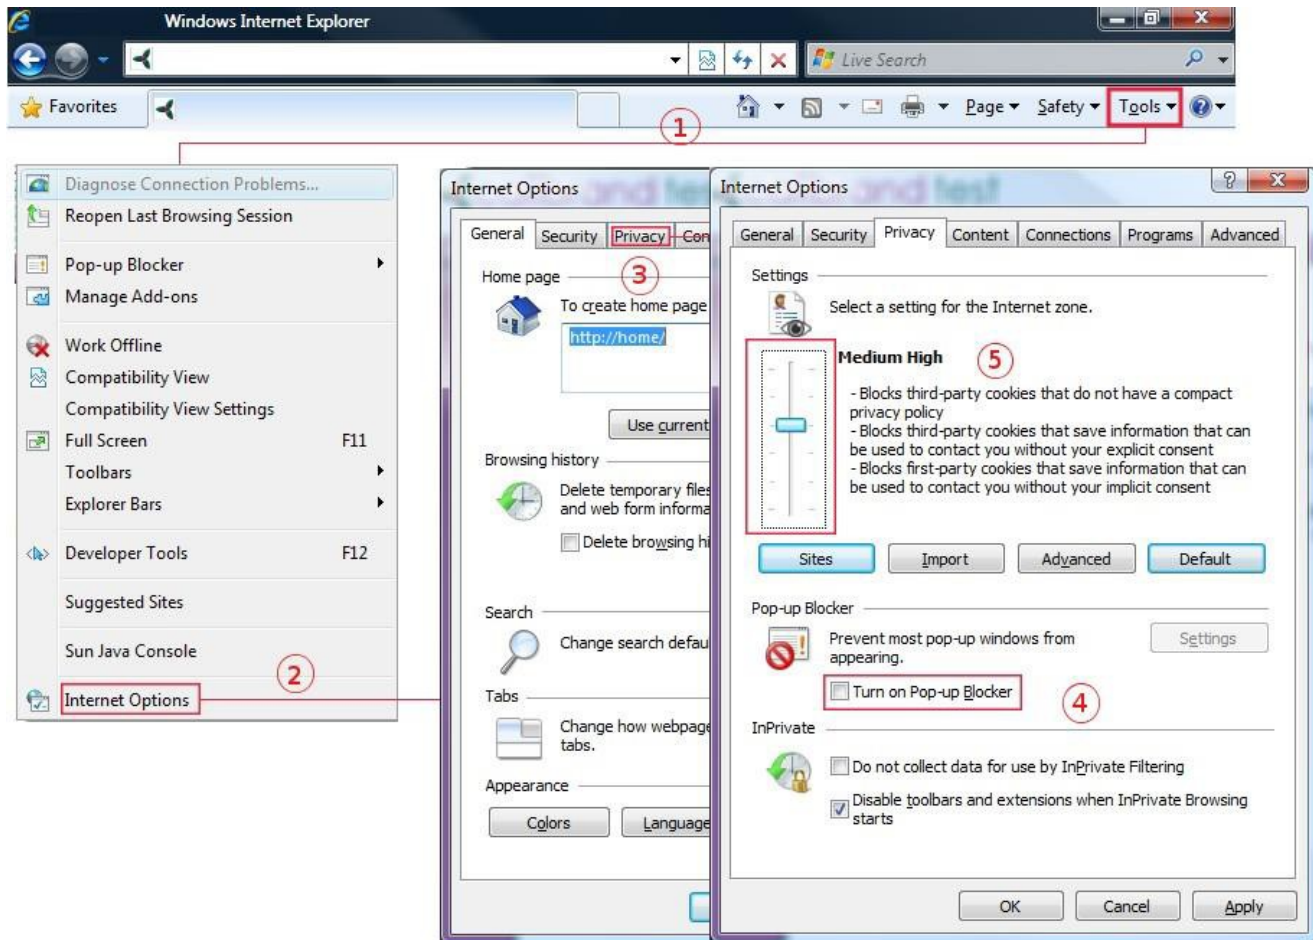 Windows Internet Explorer
Live Search
Favorites
Page
Safety
Tools
1
Diagnose Connection Problems...
Reopen Last Browsing Session
Pop-up Blocker
Manage Add-ons
Work Offline
Compatibility View
Compatibility View Settings
Full Screen F11
Toolbars
Explorer Bars
Developer Tools F12
Suggested Sites
Sun Java Console
2
Internet Options
Internet Options
General Security Privacy Con
3
Home page
To create home page
http://home/
Use current
Browsing history
Delete temporary files
and web form informa
Delete browsing hi
Search
Change search defau
Tabs
Change how webpage
tabs.
Appearance
Colors Language
Internet Options
General Security Privacy Content Connections Programs Advanced
Settings
Select a setting for the Internet zone.
Medium High
5
- Blocks third-party cookies that do not have a compact
privacy policy
- Blocks third-party cookies that save information that can
be used to contact you without your explicit consent
- Blocks first-party cookies that save information that can
be used to contact you without your implicit consent
Sites Import Advanced Default
Pop-up Blocker
Prevent most pop-up windows from
appearing.
Settings
Turn on Pop-up Blocker
4
InPrivate
Do not collect data for use by InPrivate Filtering
Disable toolbars and extensions when InPrivate Browsing
starts
OK Cancel Apply